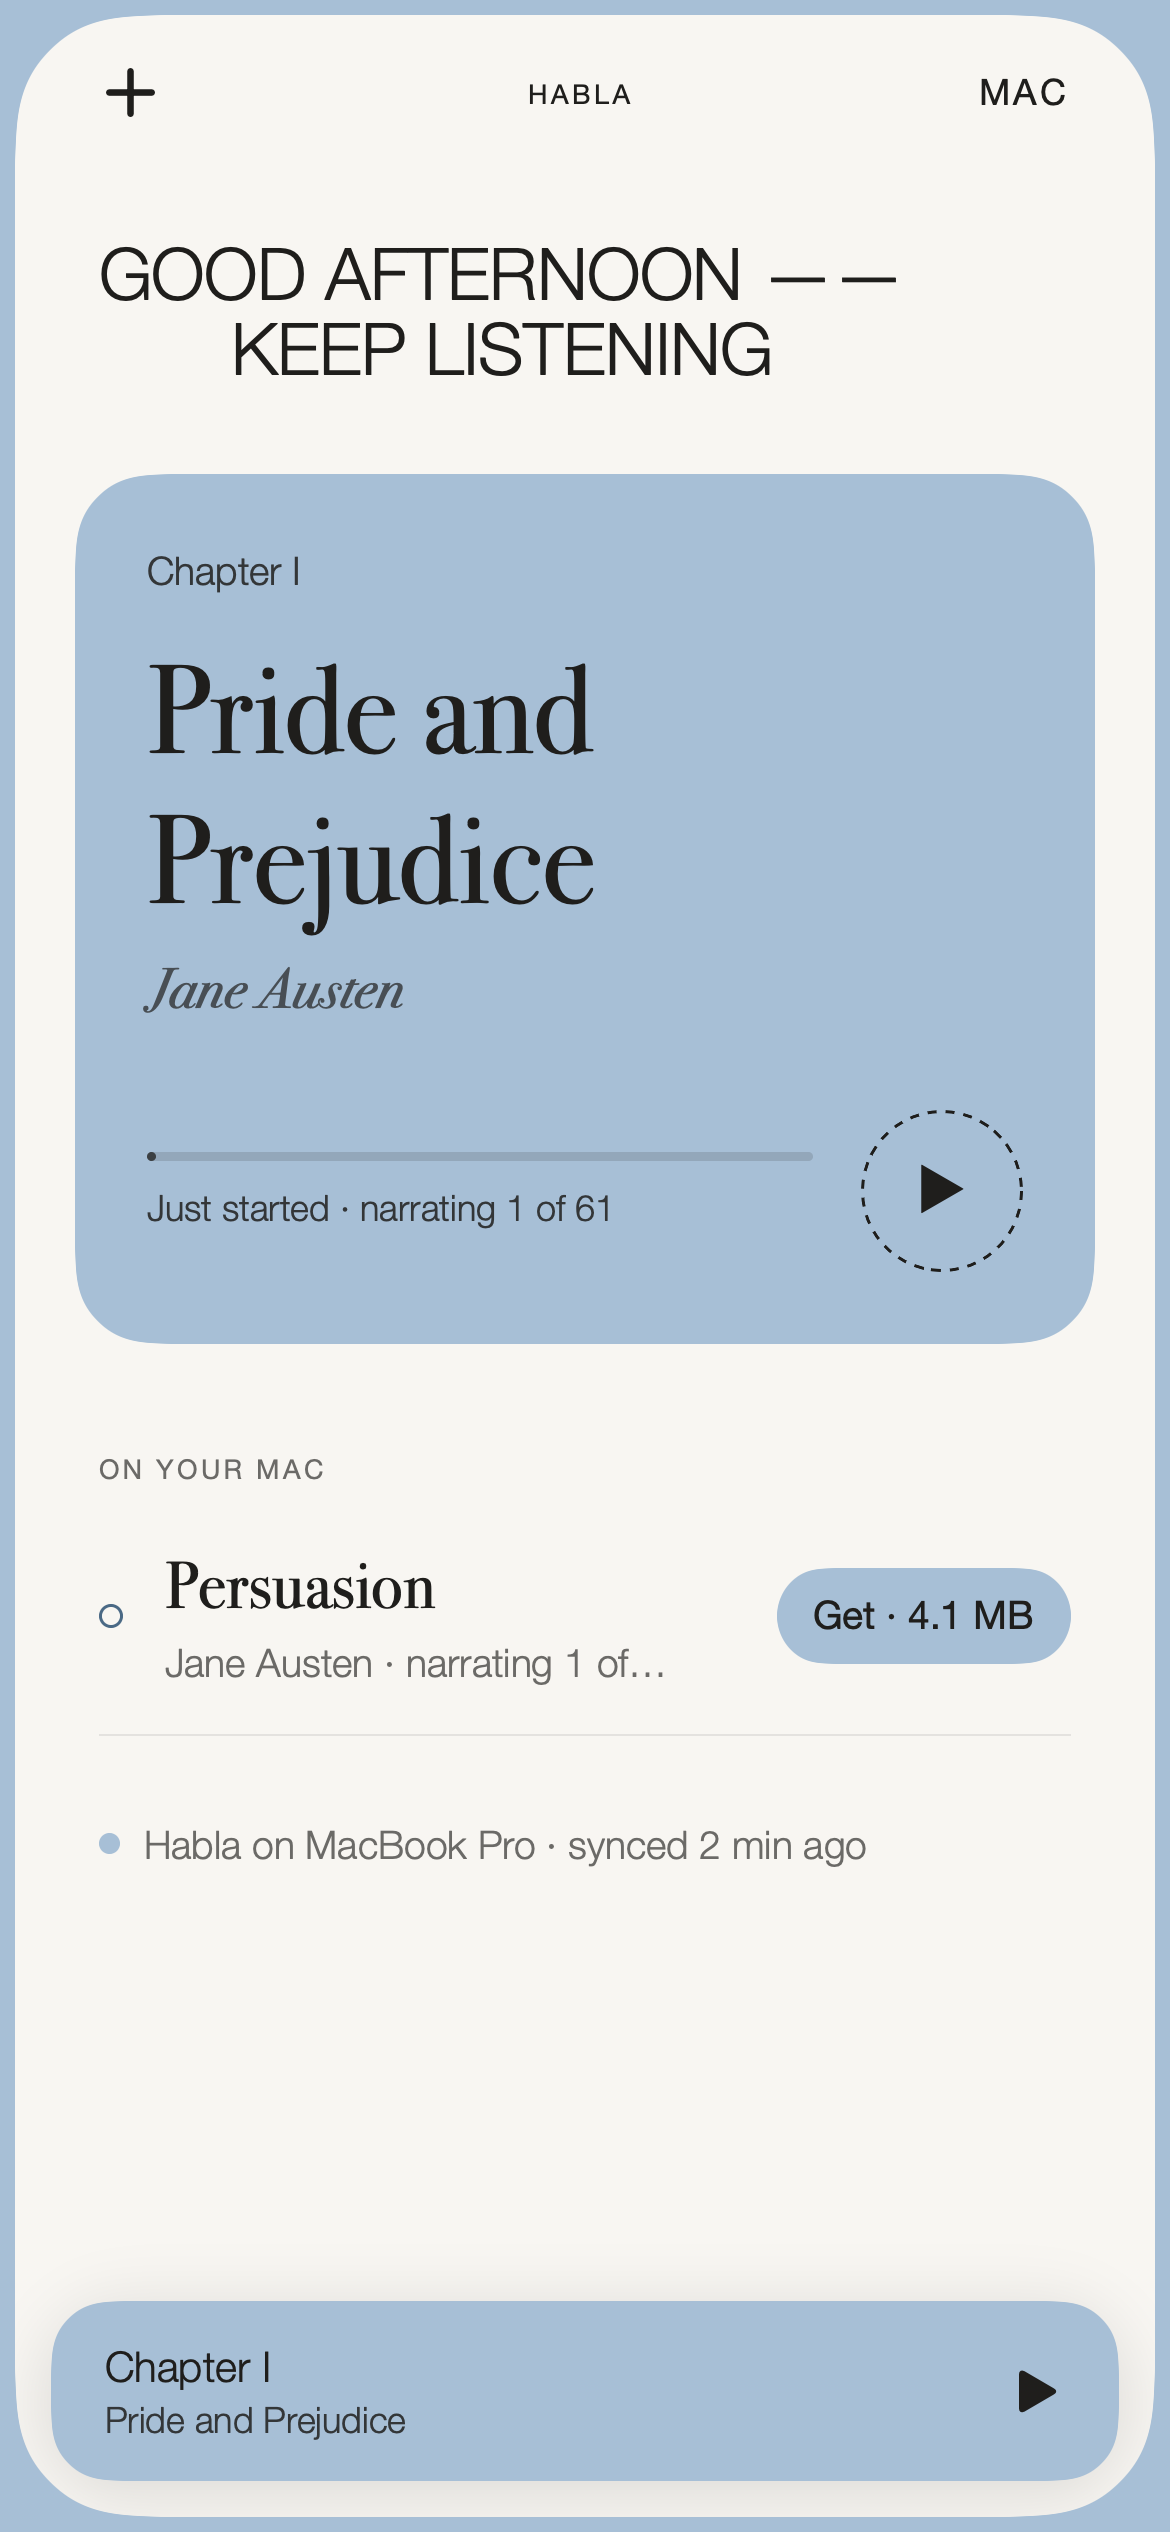 HABLA
MAC
GOOD AFTERNOON — —
KEEP LISTENING
Chapter I
Pride and
Prejudice
Jane Austen
Just started · narrating 1 of 61
ON YOUR MAC
Persuasion
Jane Austen · narrating 1 of…
Get · 4.1 MB
Habla on MacBook Pro · synced 2 min ago
Chapter I
Pride and Prejudice